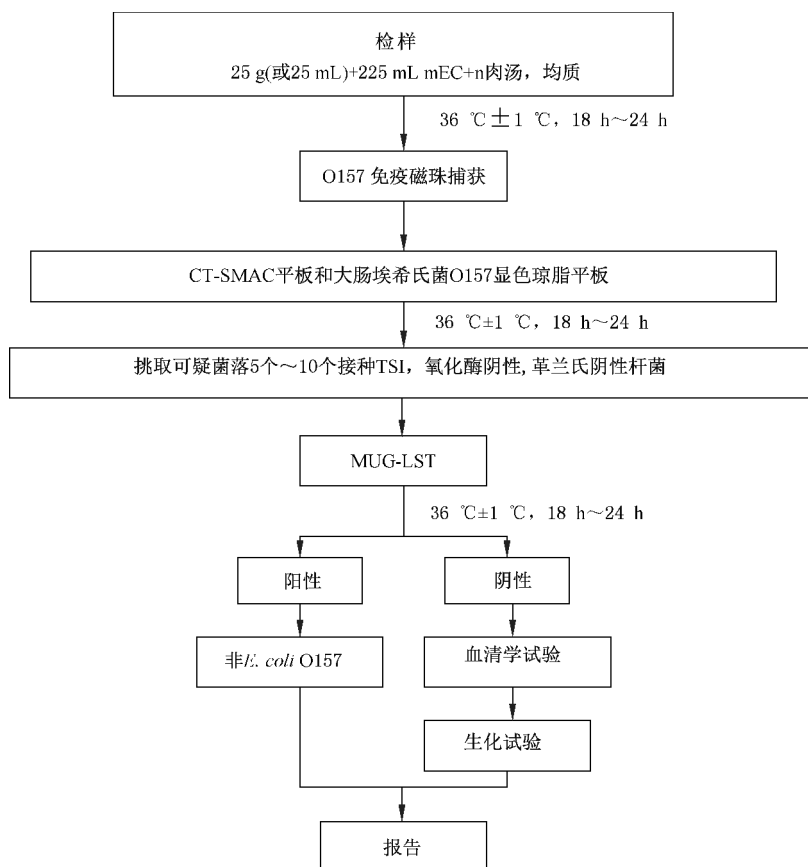 检样
25 g(或25 mL)+225 mL mEC+n肉汤，均质
36 ℃±1 ℃，18 h～24 h
O157 免疫磁珠捕获
CT-SMAC平板和大肠埃希氏菌O157显色琼脂平板
36 ℃±1 ℃，18 h～24 h
挑取可疑菌落5个～10个接种TSI，氧化酶阴性,革兰氏阴性杆菌
MUG-LST
36 ℃±1 ℃，18 h～24 h
阳性
阴性
非E. coli O157
血清学试验
生化试验
报告